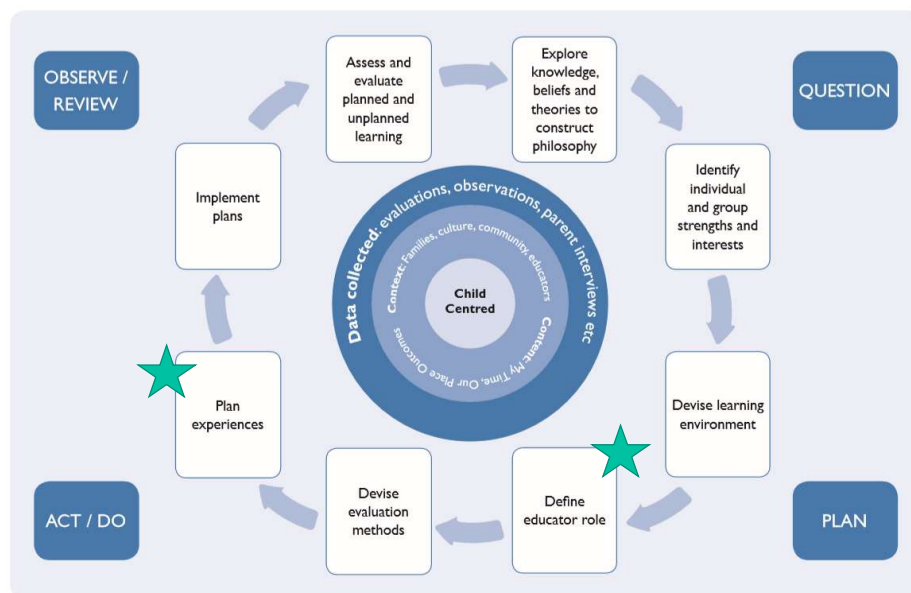 OBSERVE /
REVIEW
Assess and
evaluate
planned and
unplanned
learning
Explore
knowledge,
beliefs and
theories to
construct
philosophy
QUESTION
Identify
individual
and group
strengths and
interests
Devise learning
environment
PLAN
Define
educator role
Devise
evaluation
methods
ACT / DO
Plan
experiences
Implement
plans
Data collected: evaluations, observations, parent interviews etc
Context: Families, culture, community, educators
Content: My Time, Our Place Outcomes
Child
Centred